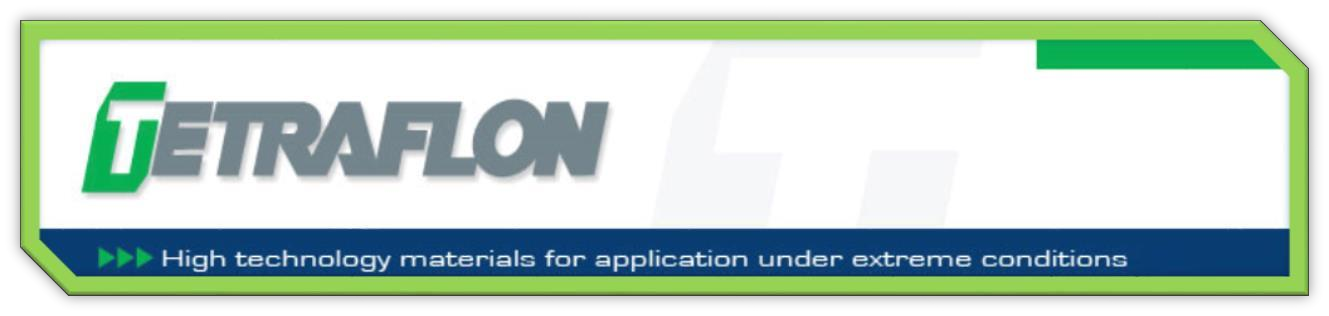 TETRAFLON
High technology materials for application under extreme conditions